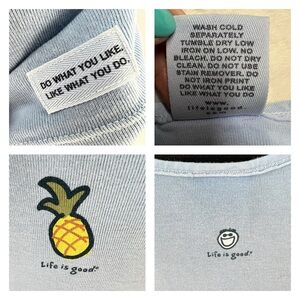 DO WHAT YOU LIKE.
LIKE WHAT YOU DO.
WASH COLD
SEPARATELY
TUMBLE DRY LOW
IRON ON LOW. NO
BLEACH. DO NOT DRY
CLEAN. DO NOT USE
STAIN REMOVER. DO
NOT IRON PRINT
DO WHAT YOU LIKE
LIKE WHAT YOU DO.
www.
lifeisgood.
com
Life is good.
Life is good.